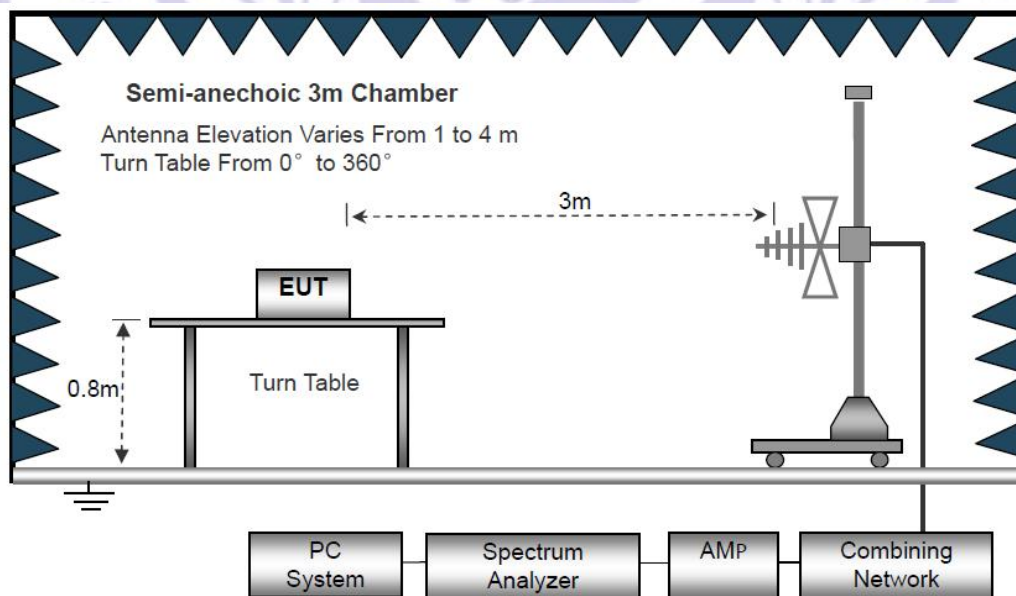 Semi-anechoic 3m Chamber
Antenna Elevation Varies From 1 to 4 m
Turn Table From 0° to 360°
3m
EUT
0.8m
Turn Table
PC
System
Spectrum
Analyzer
AMP
Combining
Network